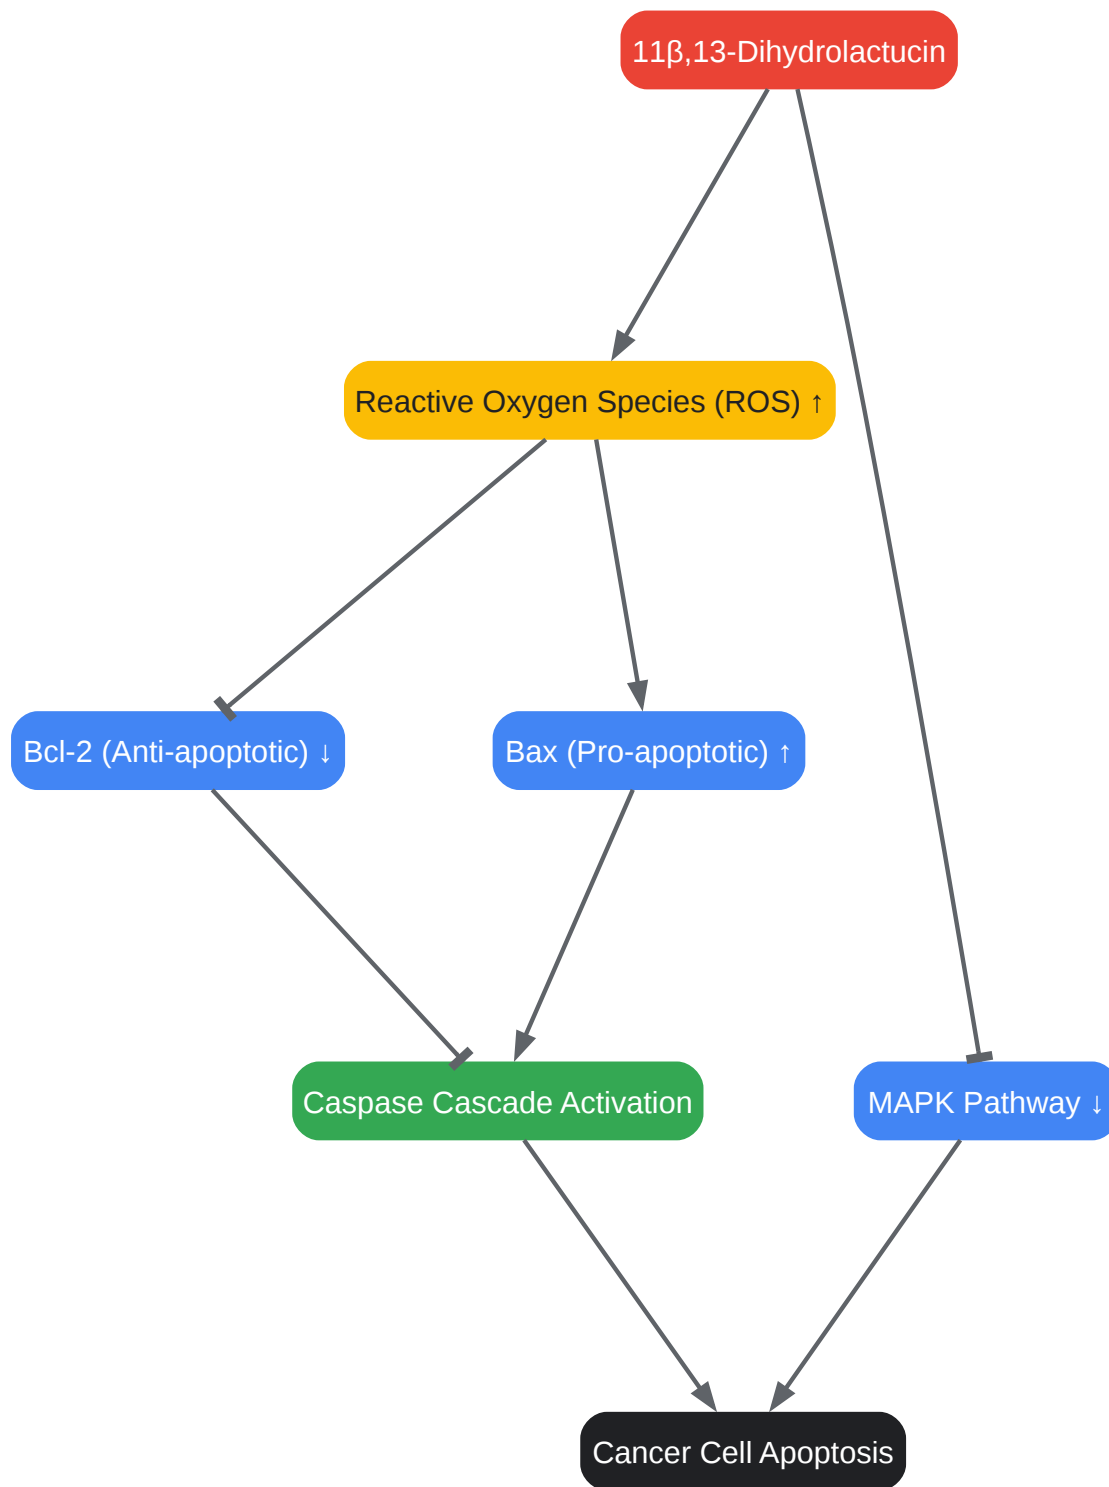 11β,13-Dihydrolactucin
Reactive Oxygen Species (ROS) ↑
Bcl-2 (Anti-apoptotic) ↓
Bax (Pro-apoptotic) ↑
Caspase Cascade Activation
MAPK Pathway ↓
Cancer Cell Apoptosis